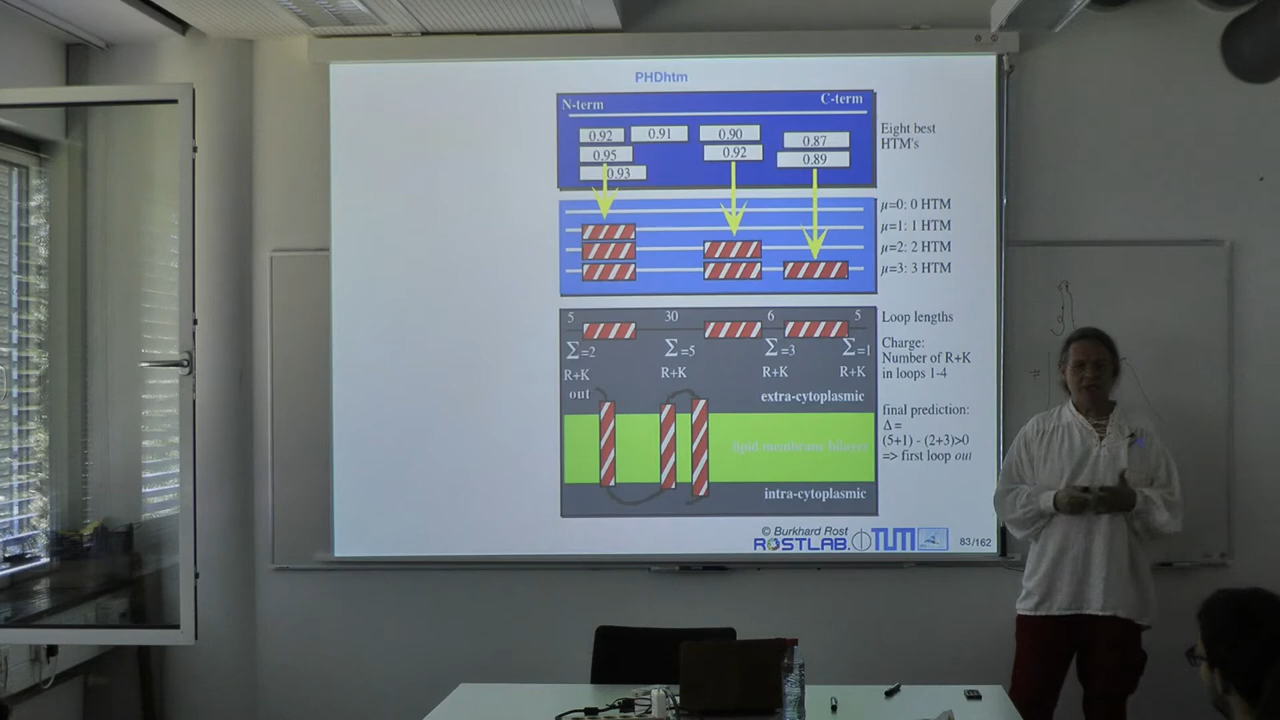 PHDhtm
N-term C-term
0.92 0.91 0.90 0.87
0.95 0.92 0.89
0.93
Eight best
HTM's
µ=0: 0 HTM
µ=1: 1 HTM
µ=2: 2 HTM
µ=3: 3 HTM
5 30 6 5 Loop lengths
Σ=2 Σ=5 Σ=3 Σ=1
R+K R+K R+K R+K
Charge:
Number of R+K
in loops 1-4
out extra-cytoplasmic
lipid membrane bilayer
intra-cytoplasmic
final prediction:
Δ =
(5+1) - (2+3)>0
=> first loop out
© Burkhard Rost
ROSTLAB. TUM 83/162